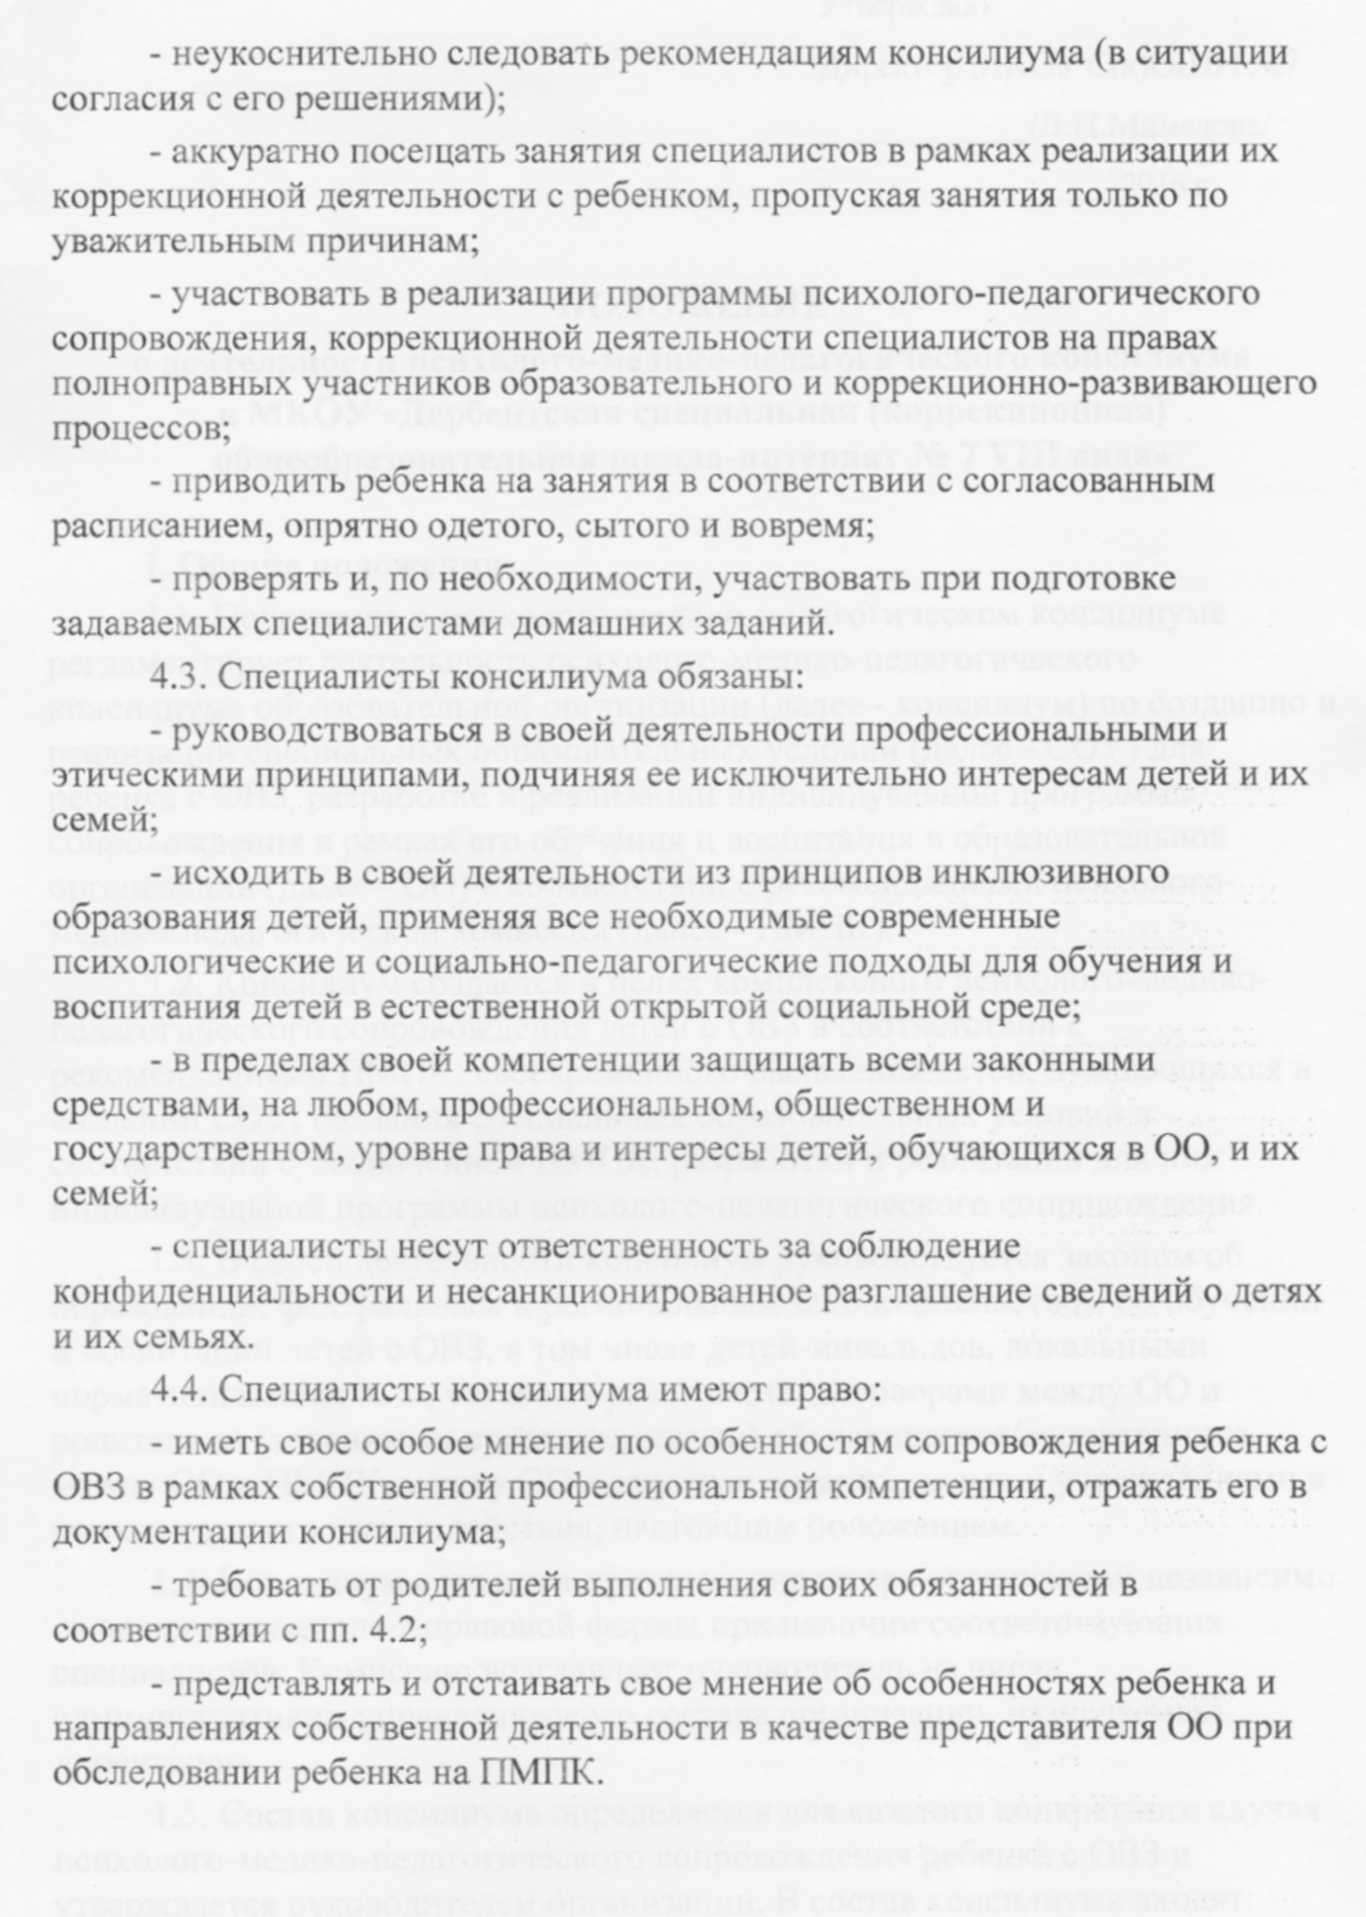 - неукоснительно следовать рекомендациям консилиума (в ситуации
согласия с его решениями);
- аккуратно посещать занятия специалистов в рамках реализации их
коррекционной деятельности с ребенком, пропуская занятия только по
уважительным причинам;
- участвовать в реализации программы психолого-педагогического
сопровождения, коррекционной деятельности специалистов на правах
полноправных участников образовательного и коррекционно-развивающего
процессов;
- приводить ребенка на занятия в соответствии с согласованным
расписанием, опрятно одетого, сытого и вовремя;
- проверять и, по необходимости, участвовать при подготовке
задаваемых специалистами домашних заданий.
4.3. Специалисты консилиума обязаны:
- руководствоваться в своей деятельности профессиональными и
этическими принципами, подчиняя ее исключительно интересам детей и их
семей;
- исходить в своей деятельности из принципов инклюзивного
образования детей, применяя все необходимые современные
психологические и социально-педагогические подходы для обучения и
воспитания детей в естественной открытой социальной среде;
- в пределах своей компетенции защищать всеми законными
средствами, на любом, профессиональном, общественном и
государственном, уровне права и интересы детей, обучающихся в ОО, и их
семей;
- специалисты несут ответственность за соблюдение
конфиденциальности и несанкционированное разглашение сведений о детях
и их семьях.
4.4. Специалисты консилиума имеют право:
- иметь свое особое мнение по особенностям сопровождения ребенка с
ОВЗ в рамках собственной профессиональной компетенции, отражать его в
документации консилиума;
- требовать от родителей выполнения своих обязанностей в
соответствии с пп. 4.2;
- представлять и отстаивать свое мнение об особенностях ребенка и
направлениях собственной деятельности в качестве представителя ОО при
обследовании ребенка на ПМПК.